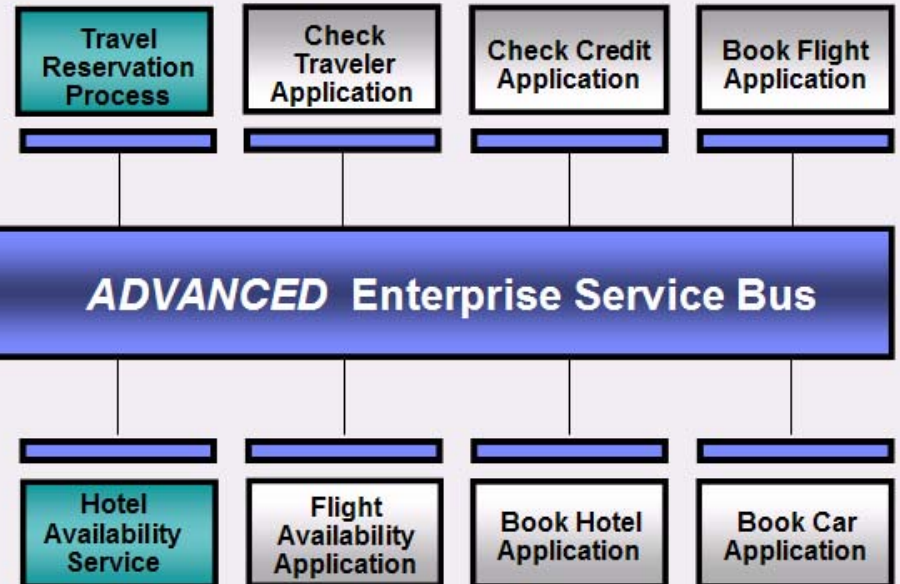 Travel
Reservation
Process
Check
Traveler
Application
Check Credit
Application
Book Flight
Application
ADVANCED Enterprise Service Bus
Hotel
Availability
Service
Flight
Availability
Application
Book Hotel
Application
Book Car
Application